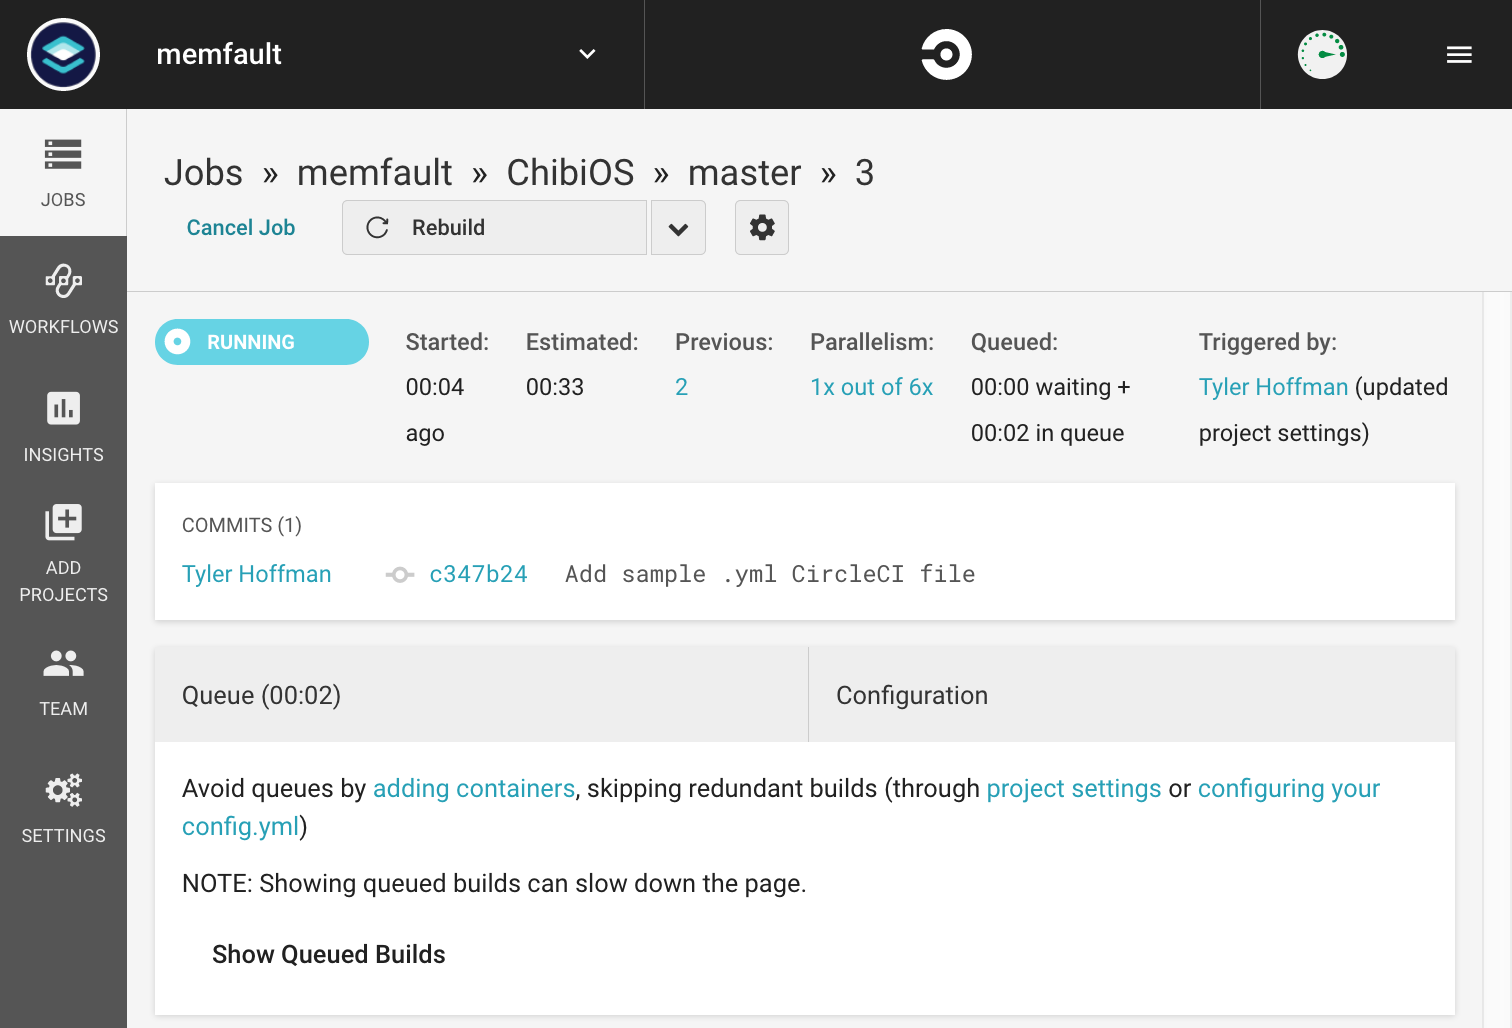 memfault
JOBS
WORKFLOWS
INSIGHTS
ADD
PROJECTS
TEAM
SETTINGS
Jobs » memfault » ChibiOS » master » 3
Cancel Job Rebuild
RUNNING
Started: Estimated: Previous: Parallelism: Queued: Triggered by:
00:04 00:33 2 1x out of 6x 00:00 waiting + Tyler Hoffman (updated
ago 00:02 in queue project settings)
COMMITS (1)
Tyler Hoffman c347b24 Add sample .yml CircleCI file
Queue (00:02) Configuration
Avoid queues by adding containers, skipping redundant builds (through project settings or configuring your
config.yml)
NOTE: Showing queued builds can slow down the page.
Show Queued Builds